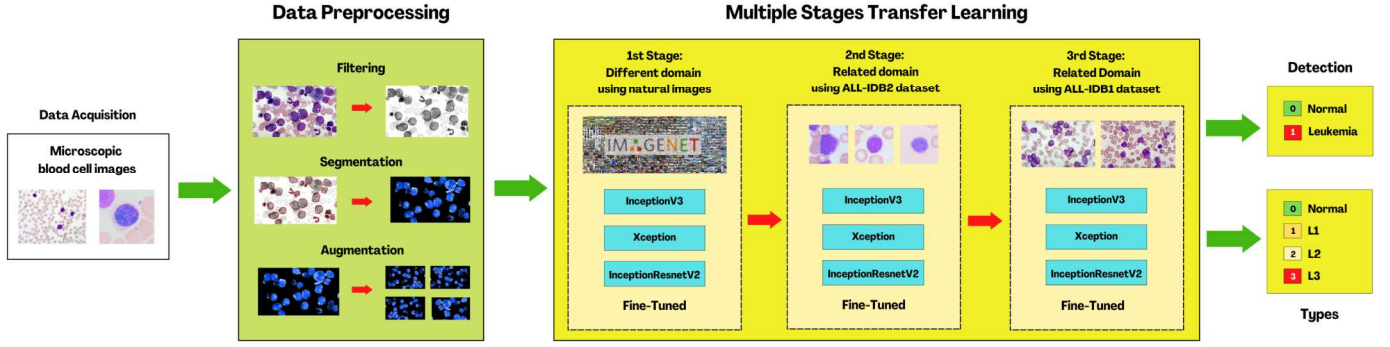 Data Preprocessing
Multiple Stages Transfer Learning
Data Acquisition
Microscopic
blood cell images
Filtering
Segmentation
Augmentation
1st Stage:
Different domain
using natural images
IMAGENET
InceptionV3
Xception
InceptionResnetV2
Fine-Tuned
2nd Stage:
Related domain
using ALL-IDB2 dataset
InceptionV3
Xception
InceptionResnetV2
Fine-Tuned
3rd Stage:
Related Domain
using ALL-IDB1 dataset
InceptionV3
Xception
InceptionResnetV2
Fine-Tuned
Detection
0 Normal
1 Leukemia
0 Normal
1 L1
2 L2
3 L3
Types